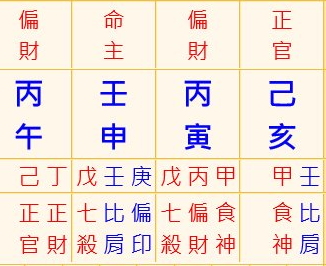 偏 命 偏 正
財 主 財 官
丙 壬 丙 己
午 申 寅 亥
己丁 戊壬庚 戊丙甲 甲壬
正正 七比偏 七偏食 食比
官財 殺肩印 殺財神 神肩